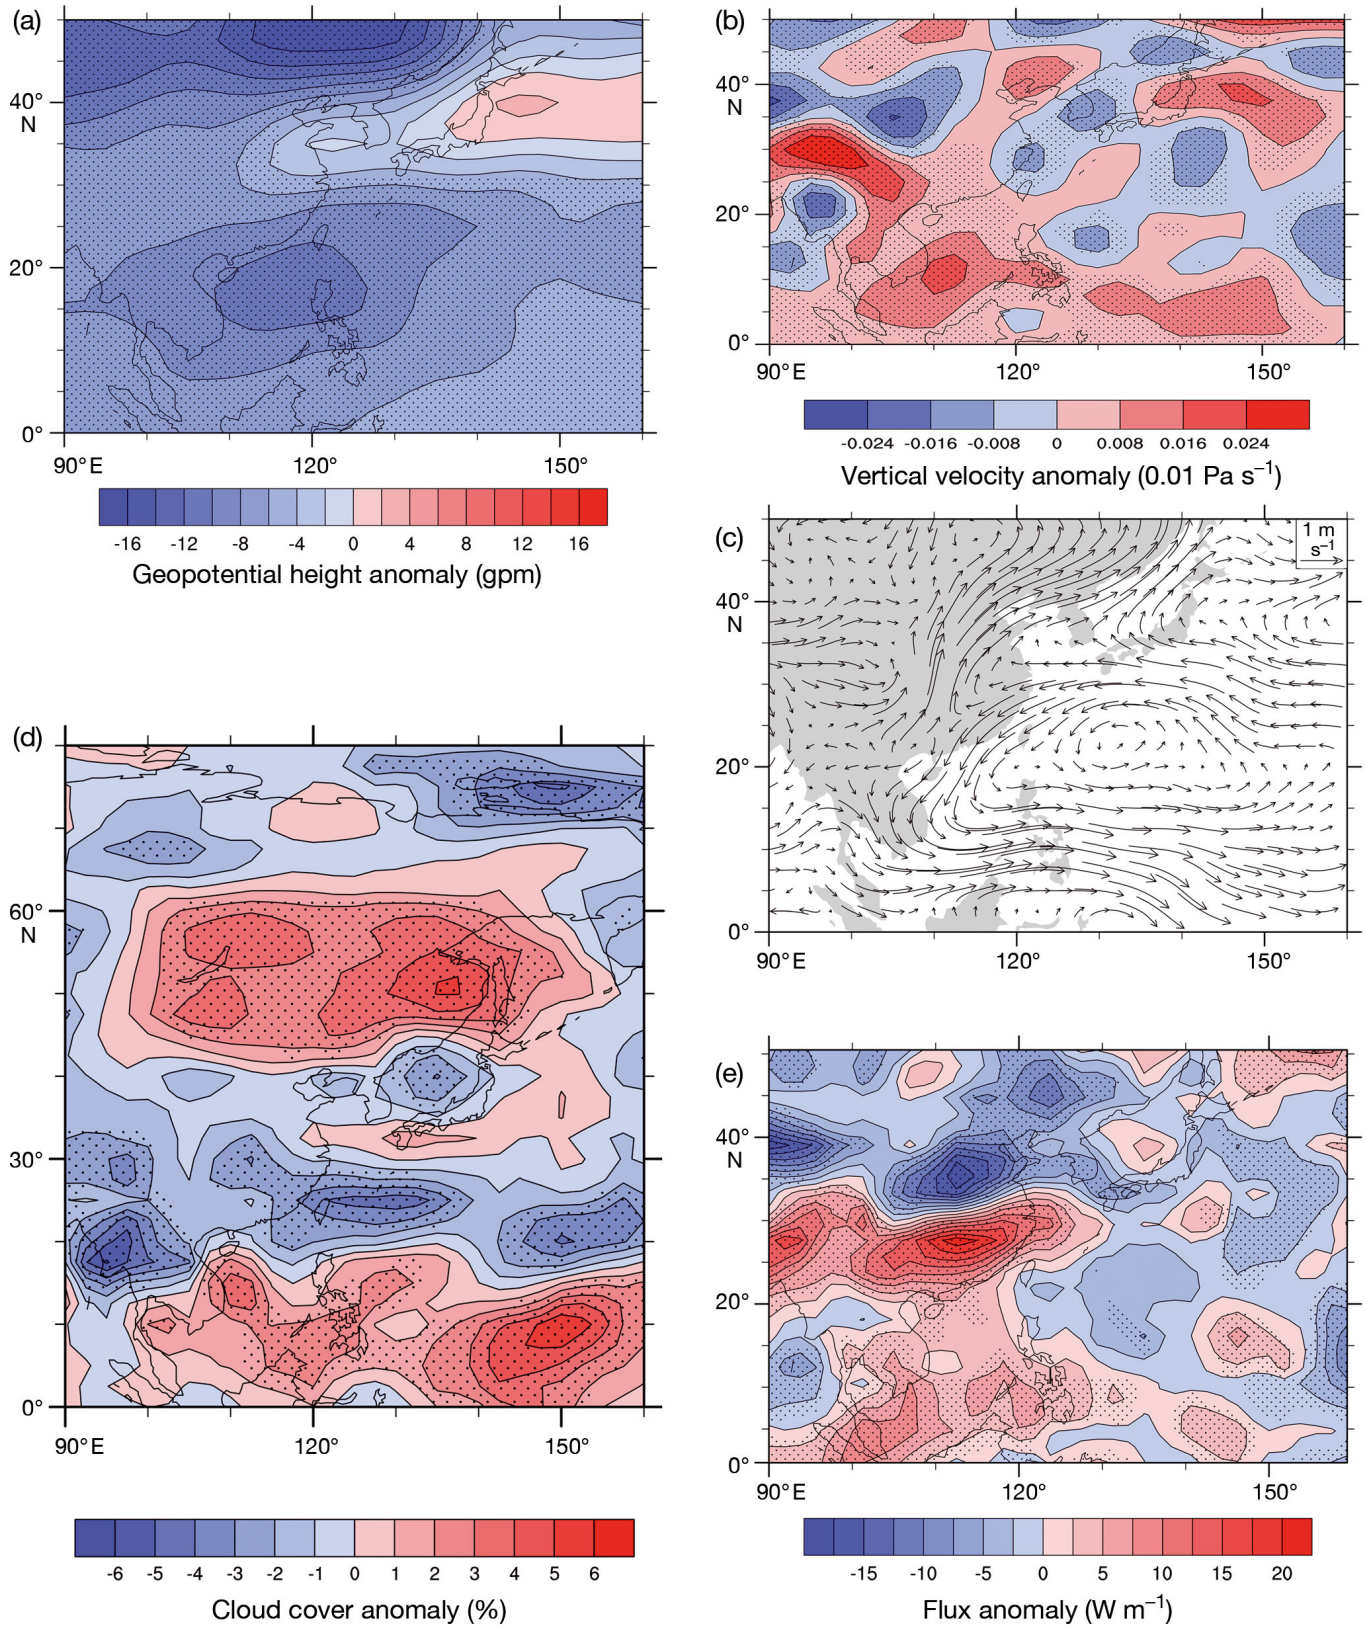 (a)
40°
N
20°
0°
90°E 120° 150°
-16 -12 -8 -4 0 4 8 12 16
Geopotential height anomaly (gpm)
(b)
40°
N
20°
0°
90°E 120° 150°
-0.024 -0.016 -0.008 0 0.008 0.016 0.024
Vertical velocity anomaly (0.01 Pa s⁻¹)
(c)
1 m
s⁻¹
40°
N
20°
0°
90°E 120° 150°
(d)
60°
N
30°
0°
90°E 120° 150°
-6 -5 -4 -3 -2 -1 0 1 2 3 4 5 6
Cloud cover anomaly (%)
(e)
40°
N
20°
0°
90°E 120° 150°
-15 -10 -5 0 5 10 15 20
Flux anomaly (W m⁻¹)